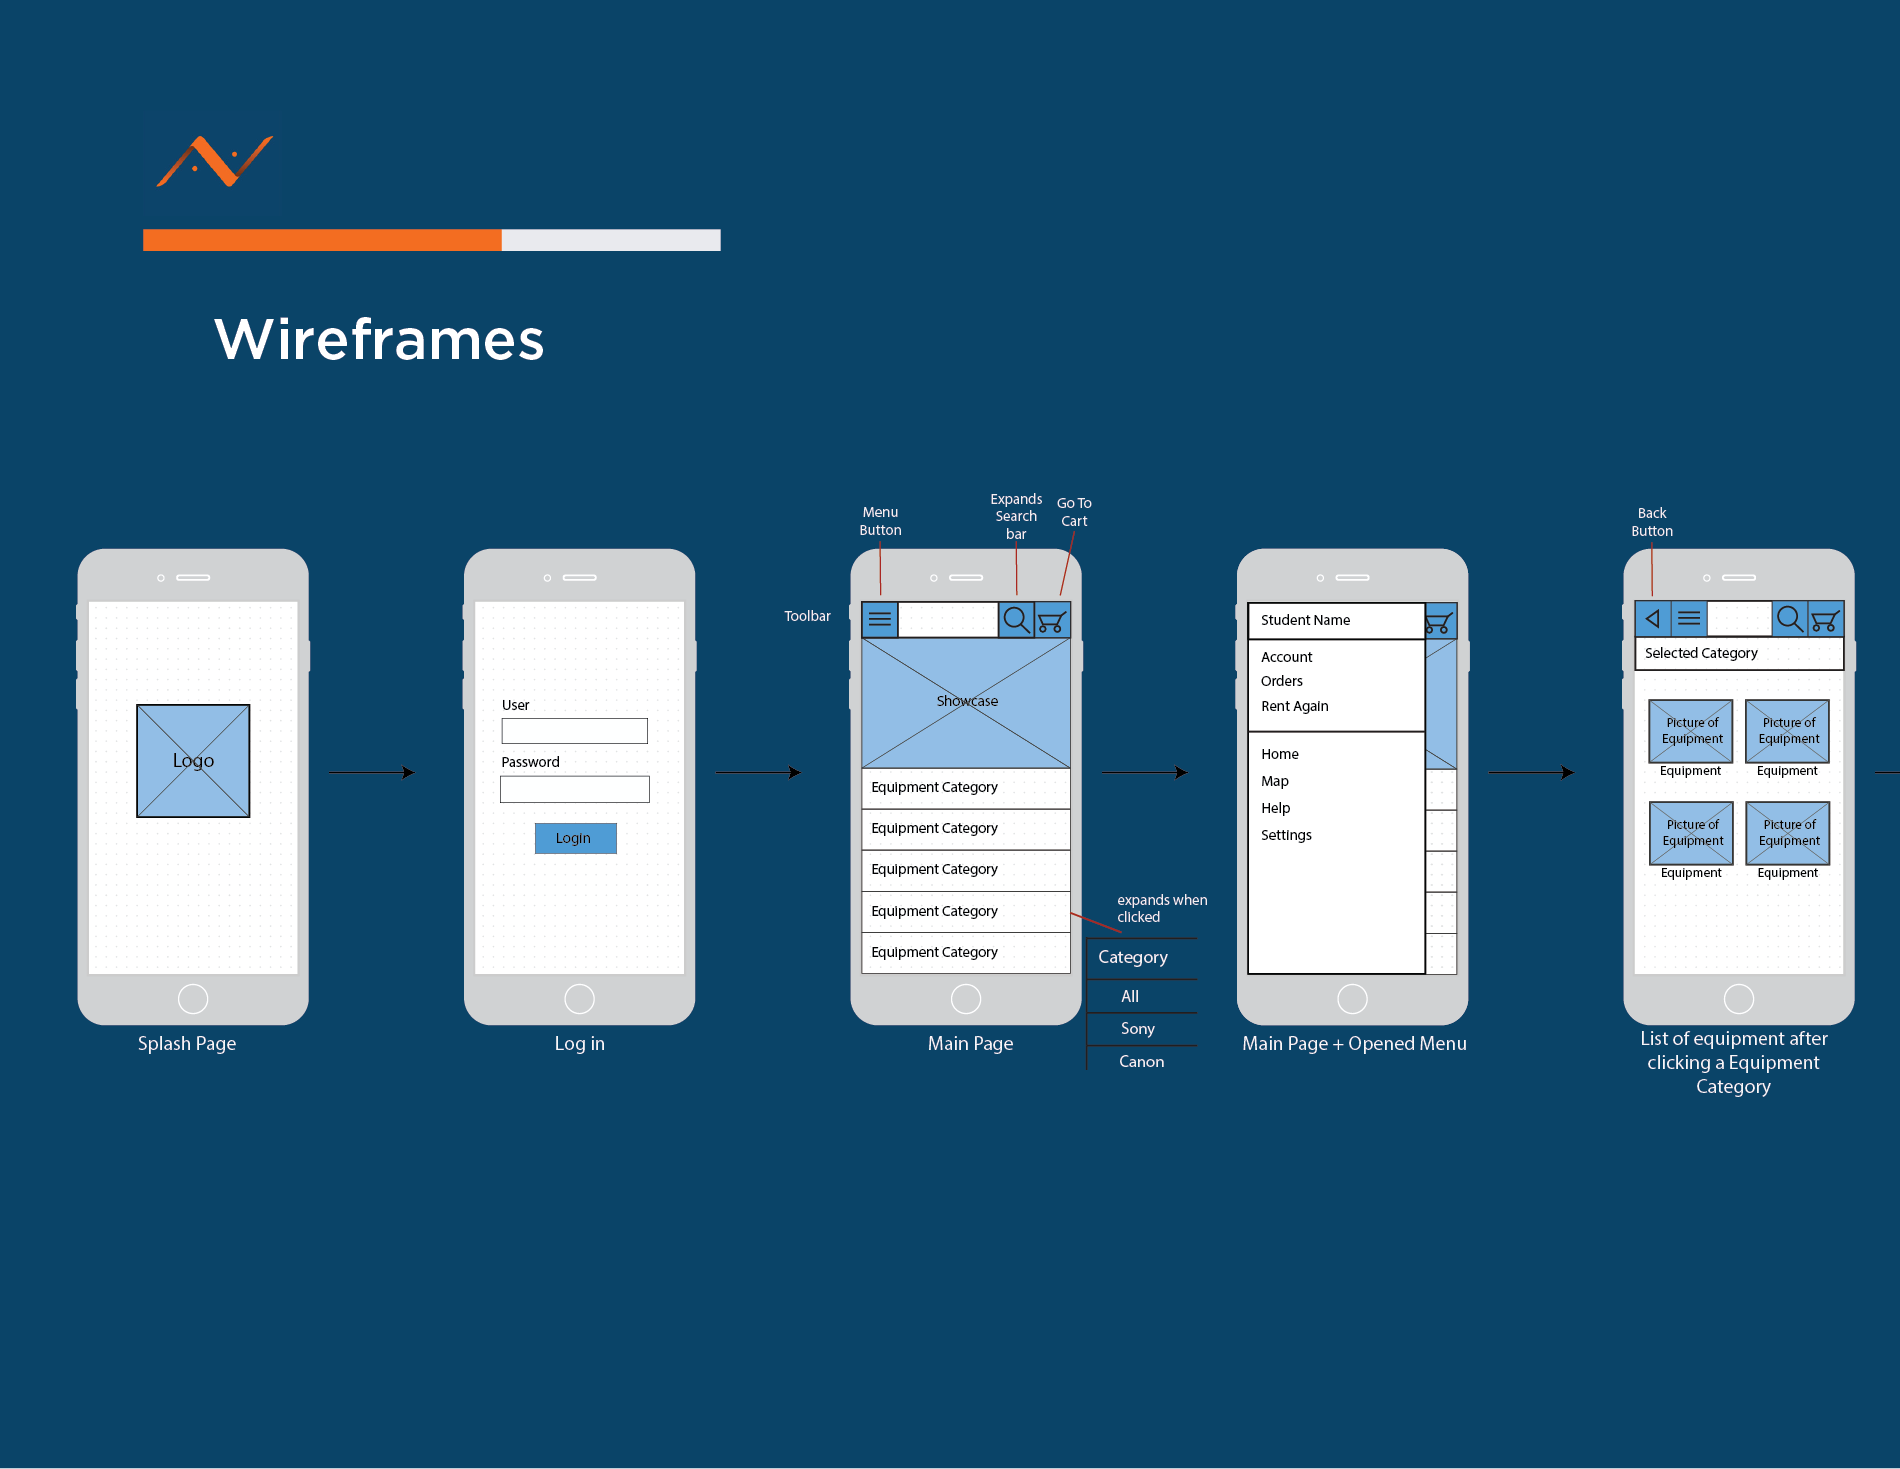 Wireframes
Logo
Splash Page
User
Password
Login
Log in
Menu
Button
Expands
Search
bar
Go To
Cart
Toolbar
Showcase
Equipment Category
Equipment Category
Equipment Category
Equipment Category
Equipment Category
Main Page
expands when
clicked
Category
All
Sony
Canon
Student Name
Account
Orders
Rent Again
Home
Map
Help
Settings
Main Page + Opened Menu
Back
Button
Selected Category
Picture of
Equipment
Equipment
Picture of
Equipment
Equipment
Picture of
Equipment
Equipment
Picture of
Equipment
Equipment
List of equipment after
clicking a Equipment
Category